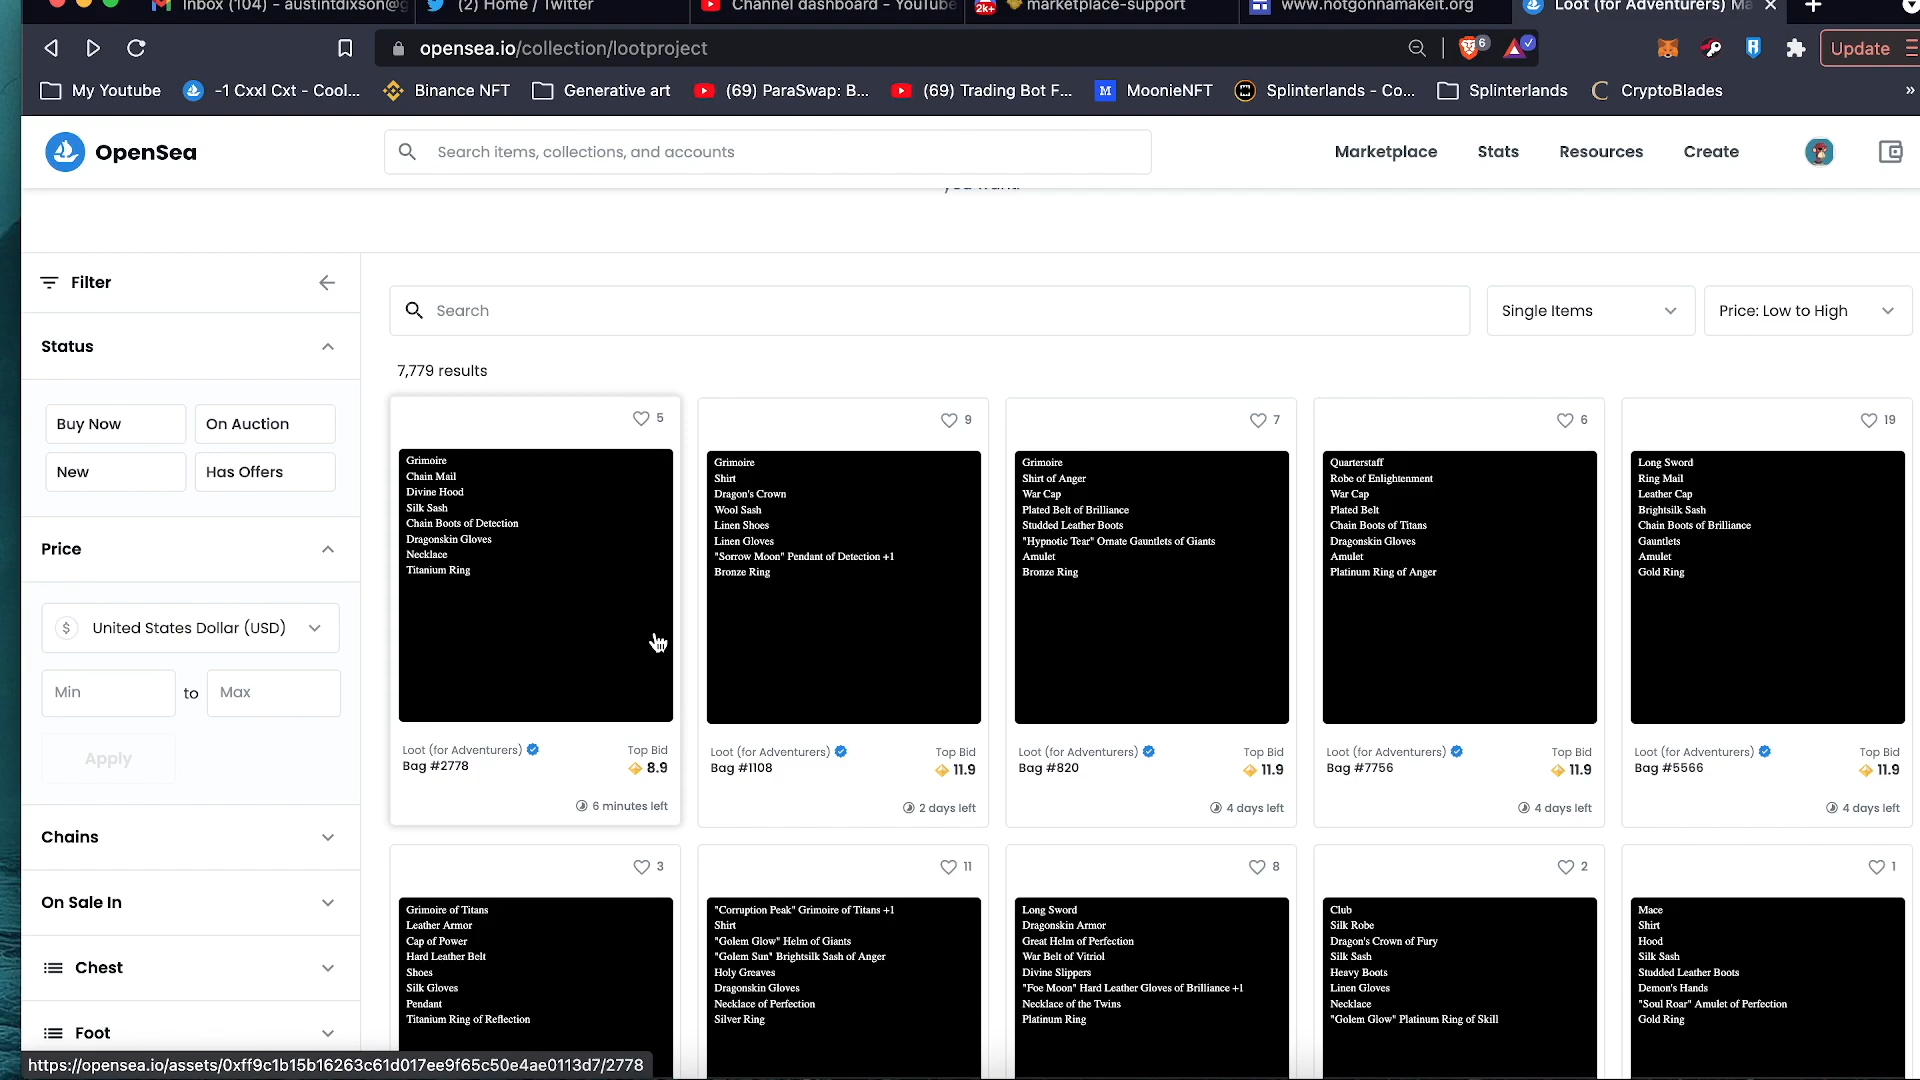 Inbox (104) - austintdixson@g
(2) Home / Twitter
Channel dashboard - YouTube
2k+
marketplace-support
www.notgonnamakeit.org
Loot (for Adventurers) Ma
opensea.io/collection/lootproject
6
Update
My Youtube
-1 Cxxl Cxt - Cool...
Binance NFT
Generative art
(69) ParaSwap: B...
(69) Trading Bot F...
M
MoonieNFT
Splinterlands - Co...
Splinterlands
CryptoBlades
»
OpenSea
Search items, collections, and accounts
Marketplace
Stats
Resources
Create
you want.
Filter
Search
Single Items
Price: Low to High
Status
7,779 results
Buy Now
On Auction
New
Has Offers
Price
$
United States Dollar (USD)
Min
to
Max
Apply
Chains
On Sale In
Chest
Foot
5
Grimoire
Chain Mail
Divine Hood
Silk Sash
Chain Boots of Detection
Dragonskin Gloves
Necklace
Titanium Ring
Loot (for Adventurers)
Bag #2778
Top Bid
8.9
6 minutes left
9
Grimoire
Shirt
Dragon's Crown
Wool Sash
Linen Shoes
Linen Gloves
"Sorrow Moon" Pendant of Detection +1
Bronze Ring
Loot (for Adventurers)
Bag #1108
Top Bid
11.9
2 days left
7
Grimoire
Shirt of Anger
War Cap
Plated Belt of Brilliance
Studded Leather Boots
"Hypnotic Tear" Ornate Gauntlets of Giants
Amulet
Bronze Ring
Loot (for Adventurers)
Bag #820
Top Bid
11.9
4 days left
6
Quarterstaff
Robe of Enlightenment
War Cap
Plated Belt
Chain Boots of Titans
Dragonskin Gloves
Amulet
Platinum Ring of Anger
Loot (for Adventurers)
Bag #7756
Top Bid
11.9
4 days left
19
Long Sword
Ring Mail
Leather Cap
Brightsilk Sash
Chain Boots of Brilliance
Gauntlets
Amulet
Gold Ring
Loot (for Adventurers)
Bag #5566
Top Bid
11.9
4 days left
3
Grimoire of Titans
Leather Armor
Cap of Power
Hard Leather Belt
Shoes
Silk Gloves
Pendant
Titanium Ring of Reflection
11
"Corruption Peak" Grimoire of Titans +1
Shirt
"Golem Glow" Helm of Giants
"Golem Sun" Brightsilk Sash of Anger
Holy Greaves
Dragonskin Gloves
Necklace of Perfection
Silver Ring
8
Long Sword
Dragonskin Armor
Great Helm of Perfection
War Belt of Vitriol
Divine Slippers
"Foe Moon" Hard Leather Gloves of Brilliance +1
Necklace of the Twins
Platinum Ring
2
Club
Silk Robe
Dragon's Crown of Fury
Silk Sash
Heavy Boots
Linen Gloves
Necklace
"Golem Glow" Platinum Ring of Skill
1
Mace
Shirt
Hood
Silk Sash
Studded Leather Boots
Demon's Hands
"Soul Roar" Amulet of Perfection
Gold Ring
https://opensea.io/assets/0xff9c1b15b16263c61d017ee9f65c50e4ae0113d7/2778